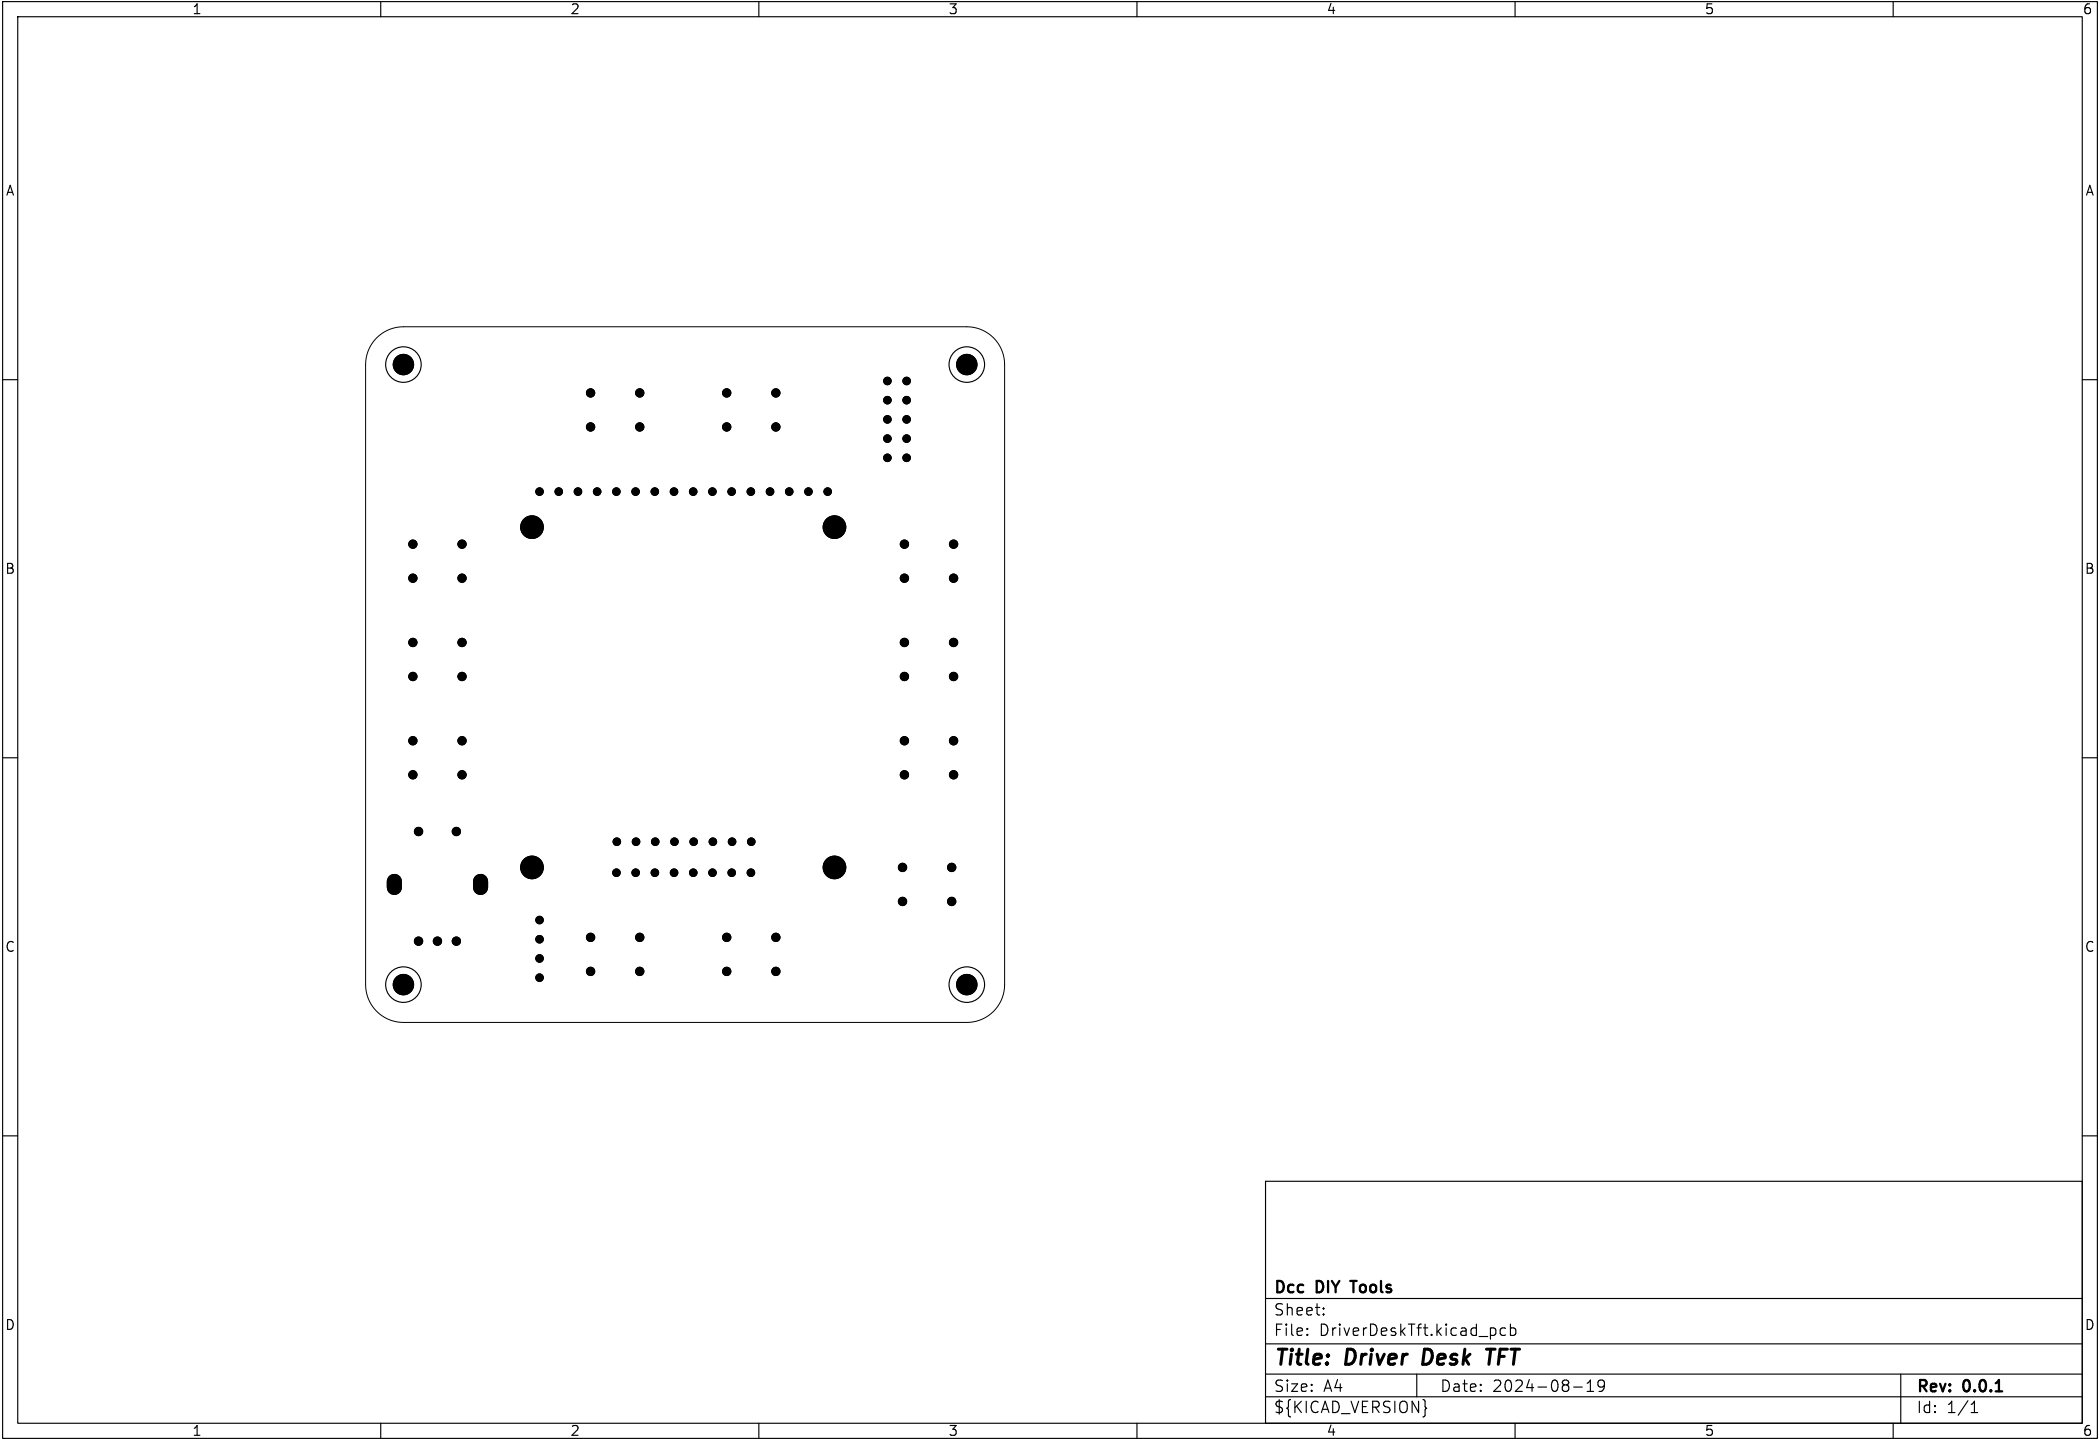 1 2 3 4 5 6
A A
B B
C C
Dcc DIY Tools
Sheet:
File: DriverDeskTft.kicad_pcb
D D
Title: Driver Desk TFT
Size: A4 Date: 2024-08-19 Rev: 0.0.1
${KICAD_VERSION} Id: 1/1
1 2 3 4 5 6